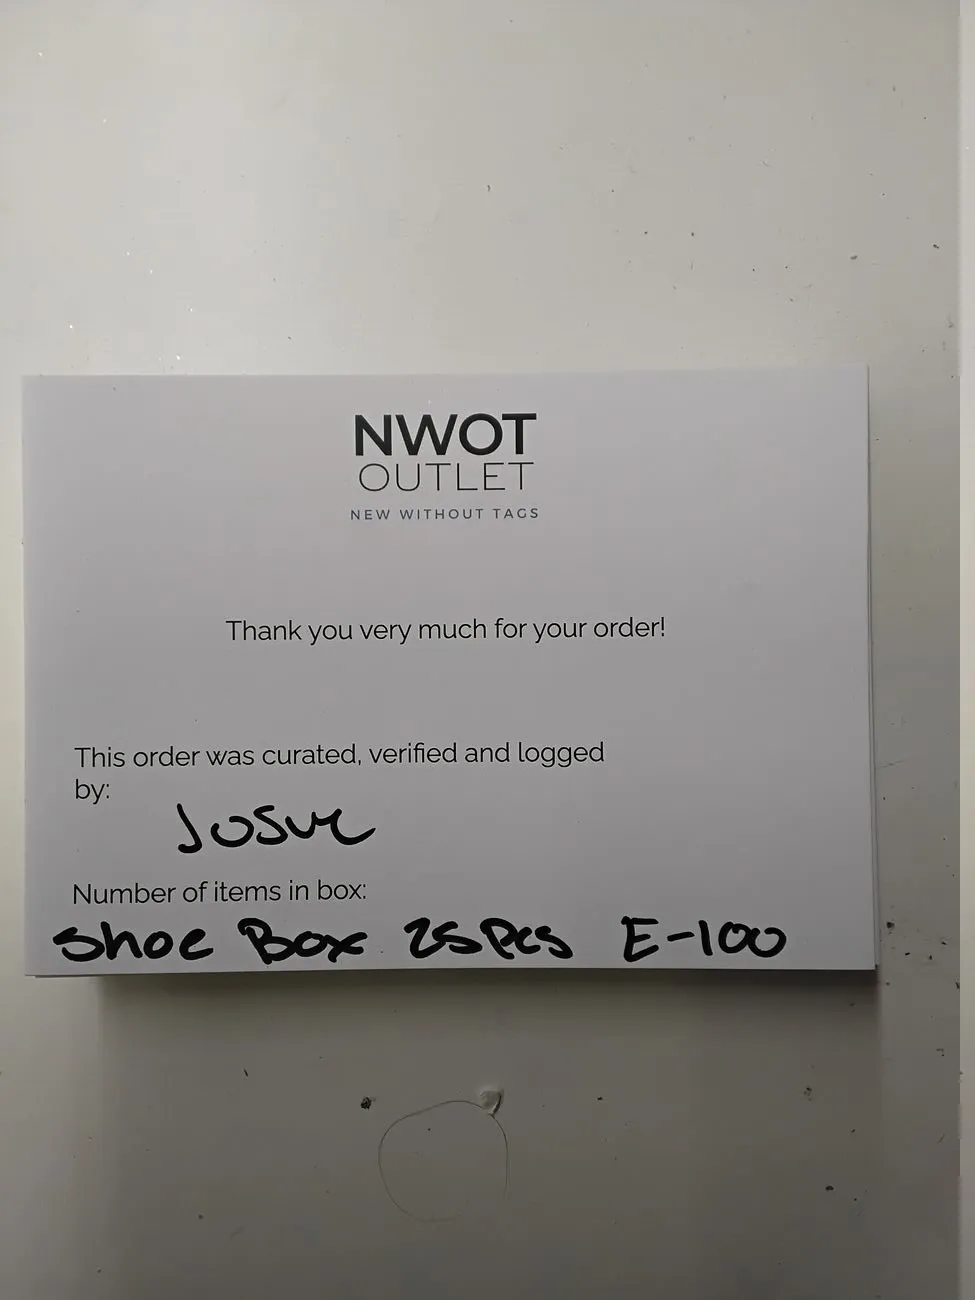 NWOT
OUTLET
NEW WITHOUT TAGS
Thank you very much for your order!
This order was curated, verified and logged
by:
Josue
Number of items in box:
Shoe Box 25Pcs E-100